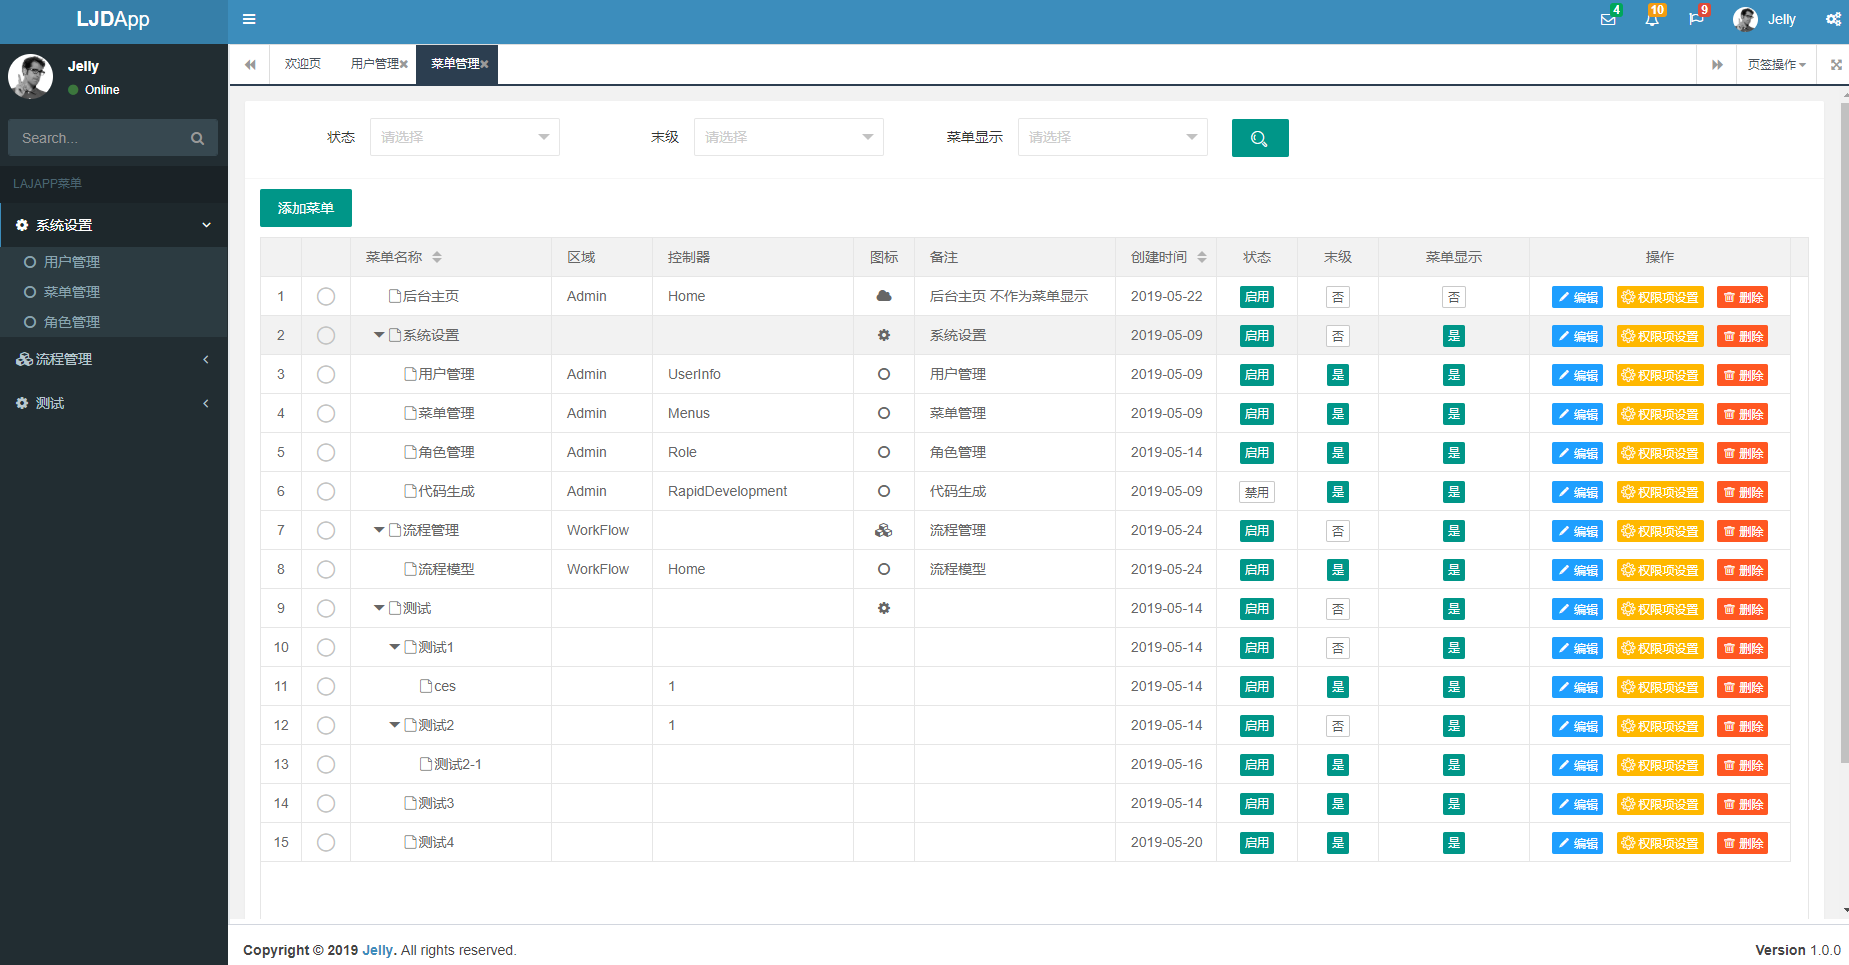 LJDApp
4
10
9
Jelly
Jelly
Online
Search...
LAJAPP菜单
系统设置
用户管理
菜单管理
角色管理
流程管理
测试
欢迎页
用户管理
菜单管理
页签操作
状态 请选择 末级 请选择 菜单显示 请选择
添加菜单
菜单名称 区域 控制器 图标 备注 创建时间 状态 末级 菜单显示 操作
1 后台主页 Admin Home 后台主页 不作为菜单显示 2019-05-22 启用 否 否 编辑 权限项设置 删除
2 系统设置 系统设置 2019-05-09 启用 否 是 编辑 权限项设置 删除
3 用户管理 Admin UserInfo 用户管理 2019-05-09 启用 是 是 编辑 权限项设置 删除
4 菜单管理 Admin Menus 菜单管理 2019-05-09 启用 是 是 编辑 权限项设置 删除
5 角色管理 Admin Role 角色管理 2019-05-14 启用 是 是 编辑 权限项设置 删除
6 代码生成 Admin RapidDevelopment 代码生成 2019-05-09 禁用 是 是 编辑 权限项设置 删除
7 流程管理 WorkFlow 流程管理 2019-05-24 启用 否 是 编辑 权限项设置 删除
8 流程模型 WorkFlow Home 流程模型 2019-05-24 启用 是 是 编辑 权限项设置 删除
9 测试 2019-05-14 启用 否 是 编辑 权限项设置 删除
10 测试1 2019-05-14 启用 否 是 编辑 权限项设置 删除
11 ces 1 2019-05-14 启用 是 是 编辑 权限项设置 删除
12 测试2 1 2019-05-14 启用 否 是 编辑 权限项设置 删除
13 测试2-1 2019-05-16 启用 是 是 编辑 权限项设置 删除
14 测试3 2019-05-14 启用 是 是 编辑 权限项设置 删除
15 测试4 2019-05-20 启用 是 是 编辑 权限项设置 删除
Copyright © 2019 Jelly. All rights reserved.
Version 1.0.0